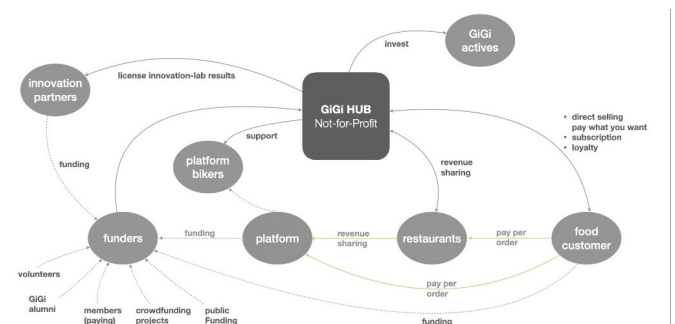 GiGi
actives
invest
license innovation-lab results
innovation
partners
GiGi HUB
Not-for-Profit
• direct selling
pay what you want
• subscription
• loyalty
support
platform
bikers
revenue
sharing
funding
funders
funding
platform
revenue
sharing
restaurants
pay per
order
food
customer
pay per
order
volunteers
GiGi
alumni
members
(paying)
crowdfunding
projects
public
Funding
funding